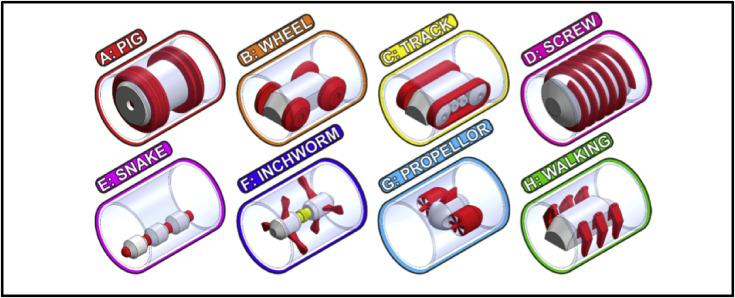 A: PIG
B: WHEEL
C: TRACK
D: SCREW
E: SNAKE
F: INCHWORM
G: PROPELLOR
H: WALKING